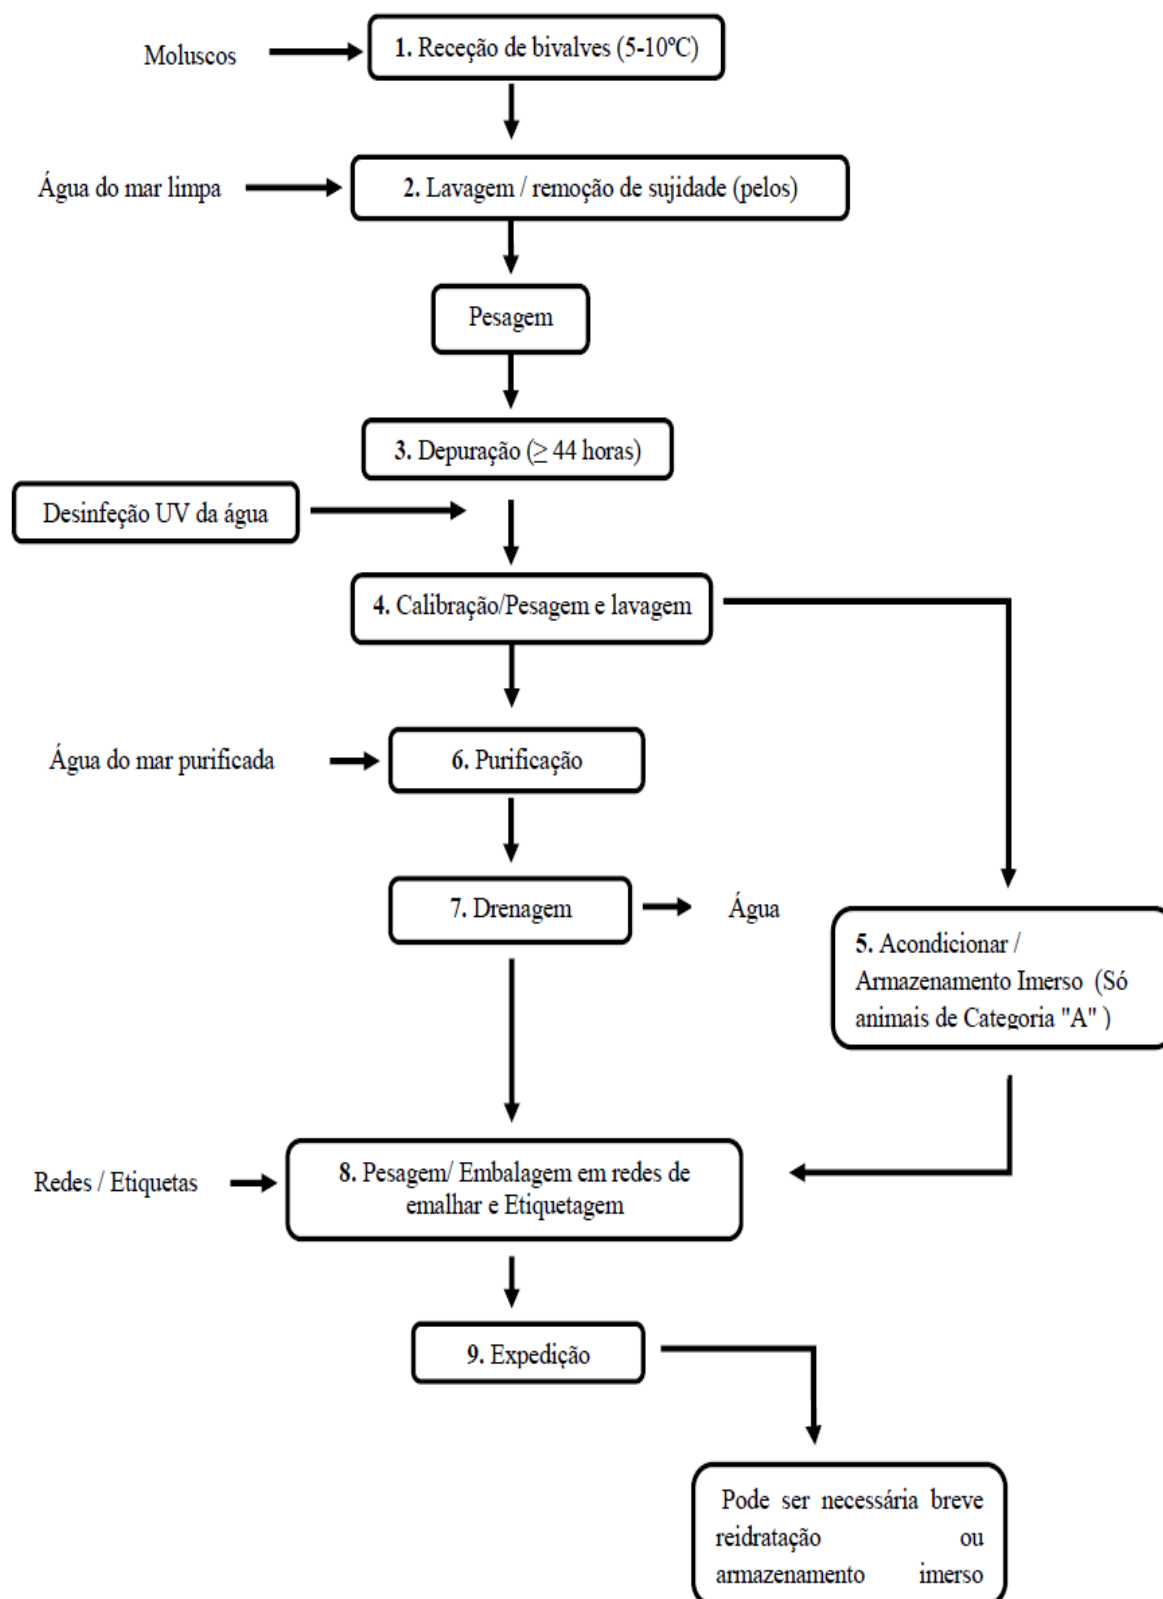 Moluscos
1. Receção de bivalves (5-10ºC)
Água do mar limpa
2. Lavagem / remoção de sujidade (pelos)
Pesagem
3. Depuração (≥ 44 horas)
Desinfeção UV da água
4. Calibração/Pesagem e lavagem
Água do mar purificada
6. Purificação
7. Drenagem
Água
5. Acondicionar /
Armazenamento Imerso (Só
animais de Categoria "A" )
Redes / Etiquetas
8. Pesagem/ Embalagem em redes de
emalhar e Etiquetagem
9. Expedição
Pode ser necessária breve
reidratação ou
armazenamento imerso